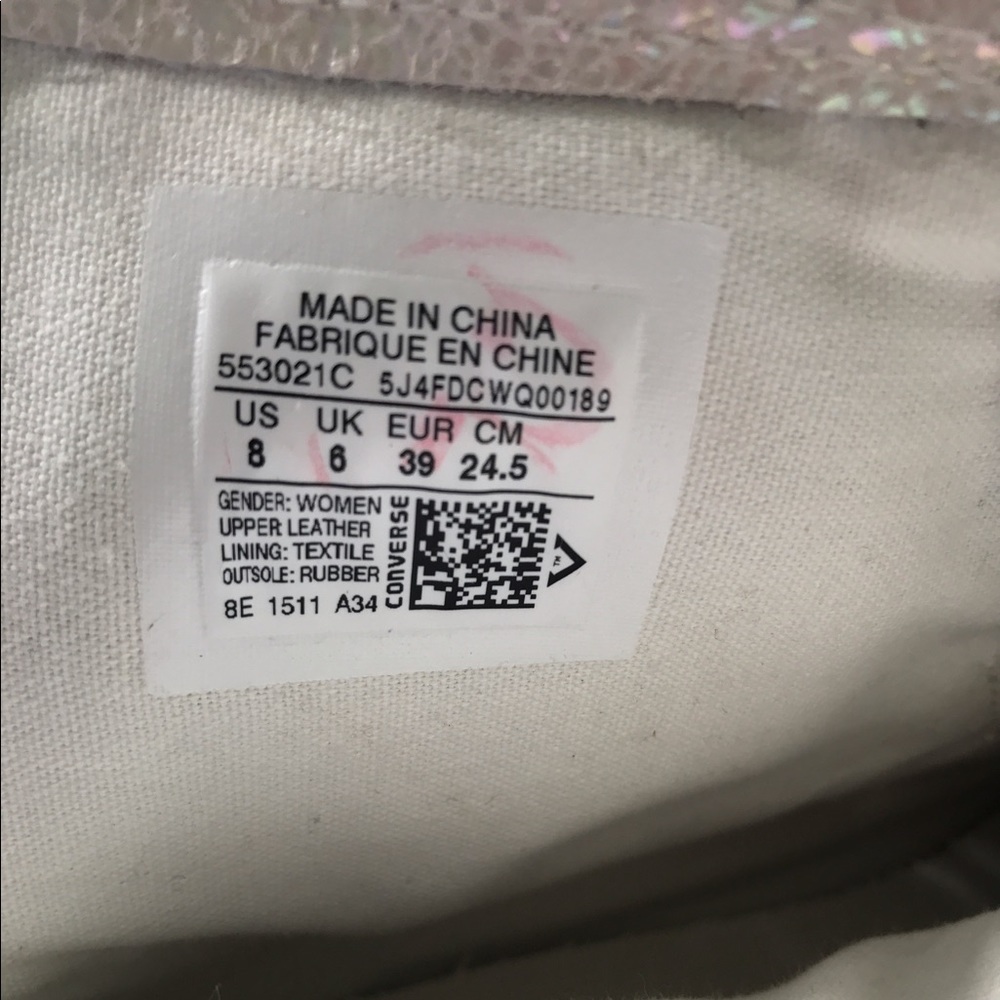 MADE IN CHINA
FABRIQUE EN CHINE
553021C 5J4FDCWQ00189
US UK EUR CM
8 6 39 24.5
GENDER: WOMEN
UPPER LEATHER
LINING: TEXTILE
OUTSOLE: RUBBER
8E 1511 A34
CONVERSE
TM